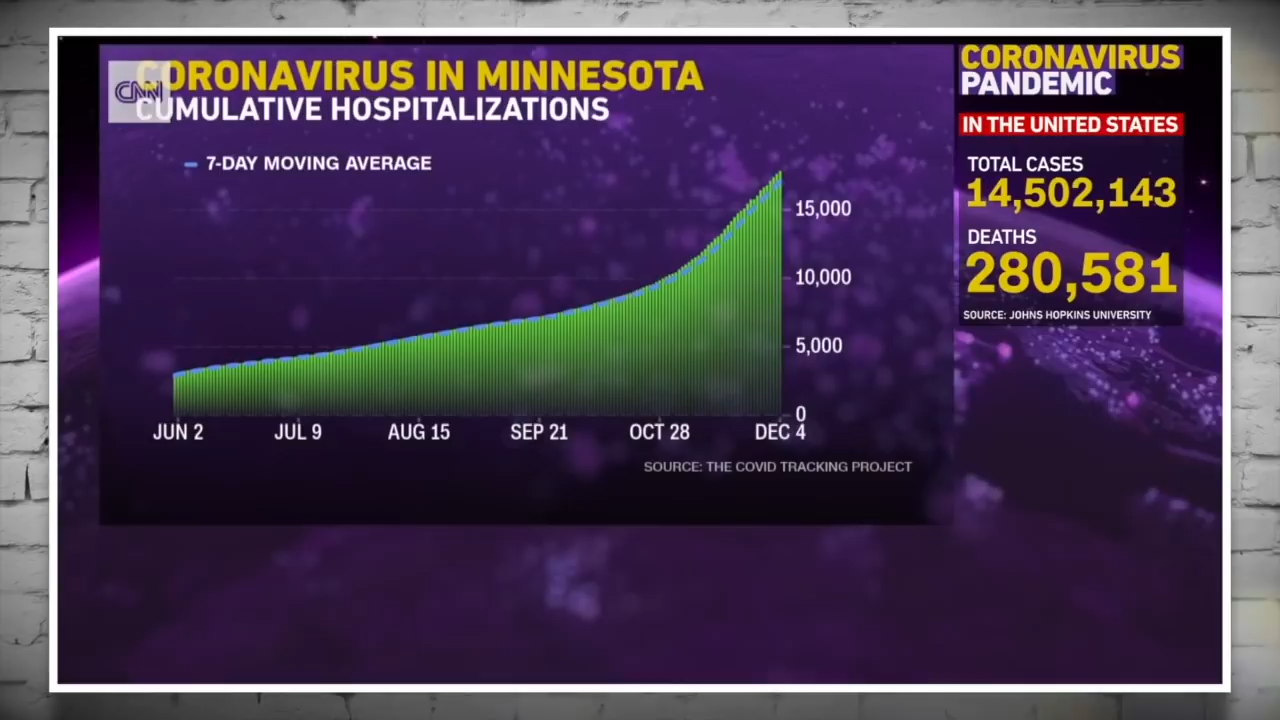 CORONAVIRUS IN MINNESOTA
CNN
CUMULATIVE HOSPITALIZATIONS
7-DAY MOVING AVERAGE
15,000
10,000
5,000
0
JUN 2 JUL 9 AUG 15 SEP 21 OCT 28 DEC 4
SOURCE: THE COVID TRACKING PROJECT
CORONAVIRUS
PANDEMIC
IN THE UNITED STATES
TOTAL CASES
14,502,143
DEATHS
280,581
SOURCE: JOHNS HOPKINS UNIVERSITY